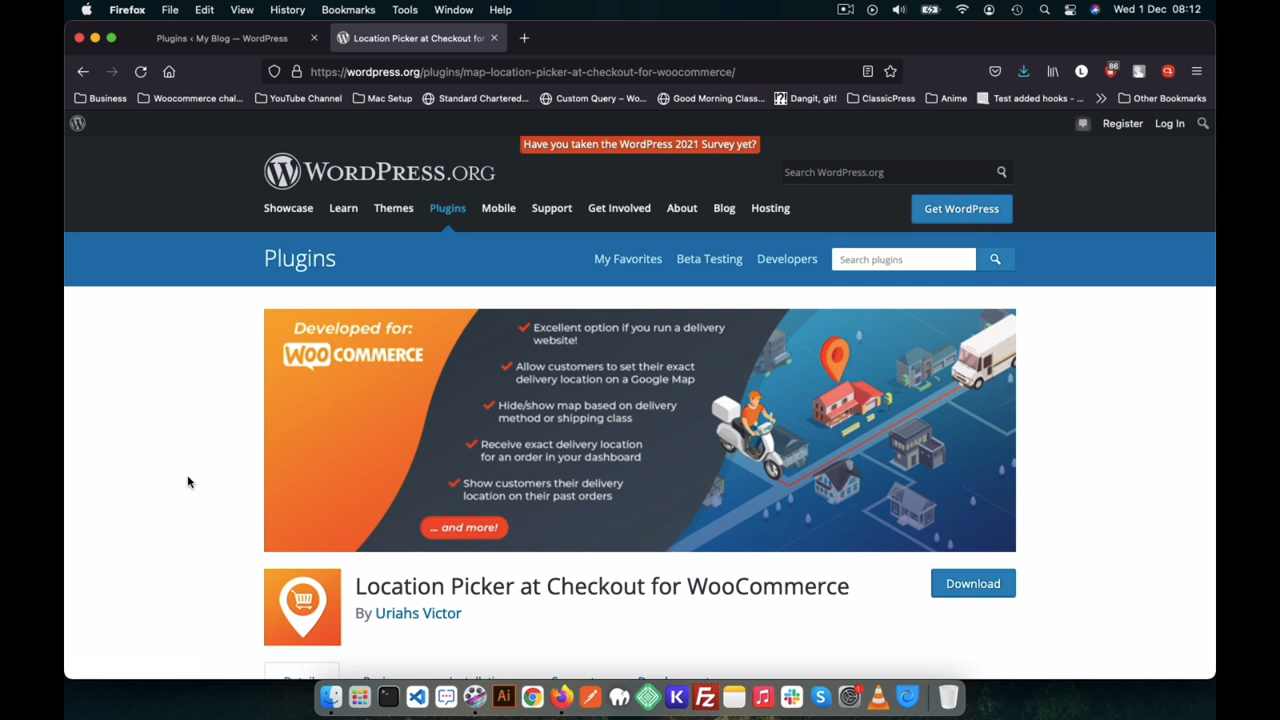 Firefox File Edit View History Bookmarks Tools Window Help Wed 1 Dec 08:12
Plugins ‹ My Blog — WordPress Location Picker at Checkout for
https://wordpress.org/plugins/map-location-picker-at-checkout-for-woocommerce/ 86
Business Woocommerce chal... YouTube Channel Mac Setup Standard Chartered... Custom Query – Wo... Good Morning Class... Dangit, git! ClassicPress Anime Test added hooks - ... Other Bookmarks
Register Log In
Have you taken the WordPress 2021 Survey yet?
WORDPRESS.ORG
Search WordPress.org
Showcase Learn Themes Plugins Mobile Support Get Involved About Blog Hosting Get WordPress
Plugins My Favorites Beta Testing Developers Search plugins
Developed for:
WOO COMMERCE
Excellent option if you run a delivery
website!
Allow customers to set their exact
delivery location on a Google Map
Hide/show map based on delivery
method or shipping class
Receive exact delivery location
for an order in your dashboard
Show customers their delivery
location on their past orders
... and more!
Location Picker at Checkout for WooCommerce
Download
By Uriahs Victor